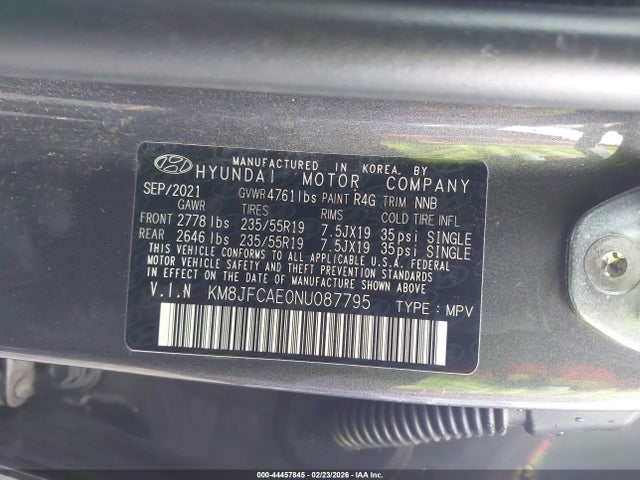 MANUFACTURED IN KOREA, BY
HYUNDAI MOTOR COMPANY
SEP/2021 GVWR 4761lbs PAINT R4G TRIM NNB
GAWR TIRES RIMS COLD TIRE INFL
FRONT 2778 lbs 235/55R19 7.5JX19 35psi SINGLE
REAR 2646 lbs 235/55R19 7.5JX19 35psi SINGLE
THIS VEHICLE CONFORMS TO ALL APPLICABLE U.S.A. FEDERAL
MOTOR VEHICLE SAFETY, BUMPER, AND THEFT PREVENTION STANDARDS
IN EFFECT ON THE DATE OF MANUFACTURE SHOWN ABOVE.
V.I.N KM8JFCAE0NU087795 TYPE : MPV
000-44457845 - 02/23/2026 - COPYRIGHT IAA, INC.